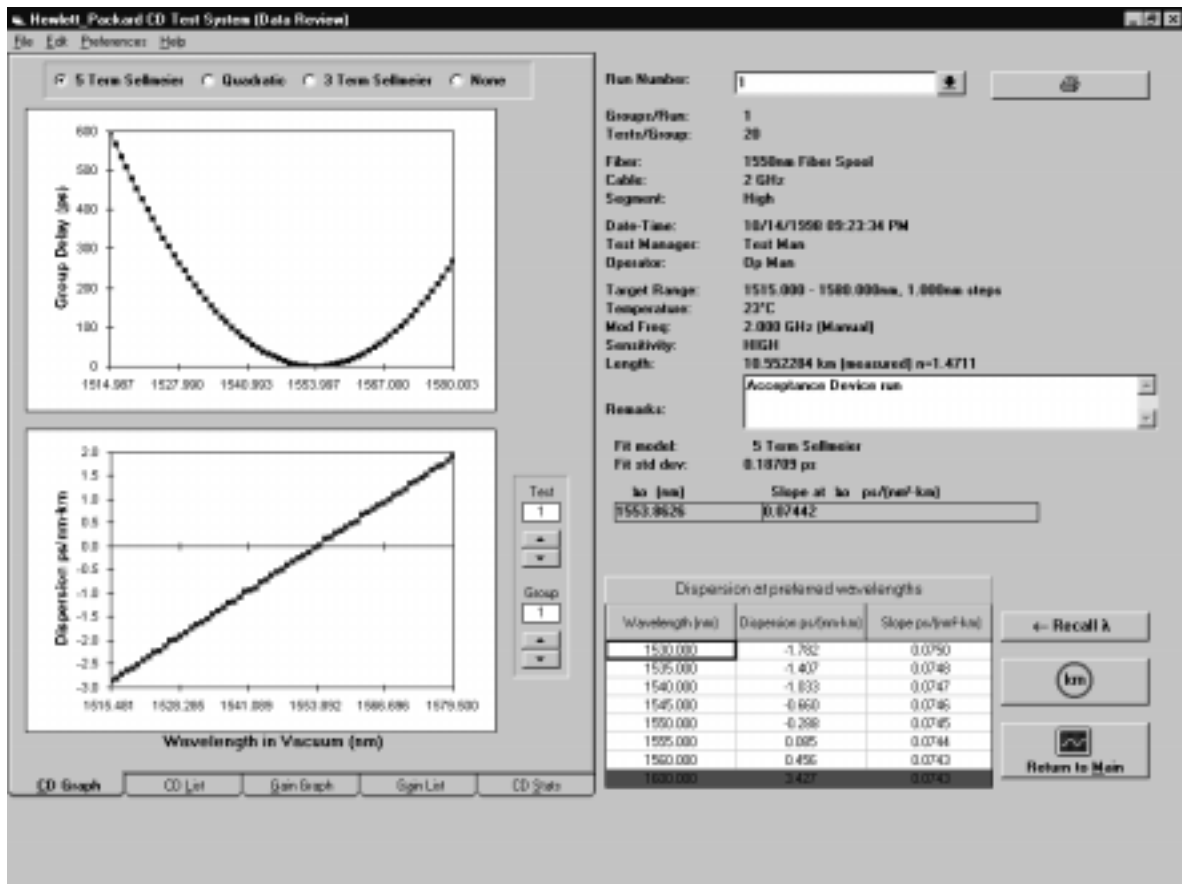 Hewlett_Packard CD Test System (Data Review)
File Edit Preferences Help
5 Term Sellmeier Quadratic 3 Term Sellmeier None
Group Delay (ps)
600
500
400
300
200
100
0
1514.987 1527.990 1540.993 1553.997 1567.000 1580.003
Dispersion ps/nm-km
2.0
1.5
1.0
0.5
0.0
-0.5
-1.0
-1.5
-2.0
-2.5
-3.0
1515.481 1528.285 1541.089 1553.892 1566.696 1579.500
Wavelength in Vacuum (nm)
Test
1
Group
1
CD Graph CD List Gain Graph Gain List CD Stats
Run Number: 1
Groups/Run: 1
Tests/Group: 20
Fiber: 1550nm Fiber Spool
Cable: 2 GHz
Segment: High
Date-Time: 10/14/1998 09:23:34 PM
Test Manager: Test Man
Operator: Op Man
Target Range: 1515.000 - 1580.000nm, 1.000nm steps
Temperature: 23°C
Mod Freq: 2.000 GHz (Manual)
Sensitivity: HIGH
Length: 10.552284 km (measured) n=1.4711
Remarks: Acceptance Device run
Fit model: 5 Term Sellmeier
Fit std dev: 0.18709 ps
(nm) Slope at ps/(nm²-km)
1553.8626 0.07442
Dispersion at preferred wavelengths
Wavelength (nm) Dispersion ps/(nm-km) Slope ps/(nm²-km)
1530.000 -1.782 0.0750
1535.000 -1.407 0.0748
1540.000 -1.033 0.0747
1545.000 -0.660 0.0746
1550.000 -0.288 0.0745
1555.000 0.085 0.0744
1560.000 0.456 0.0743
1600.000 3.427 0.0743
← Recall λ
km
Return to Main